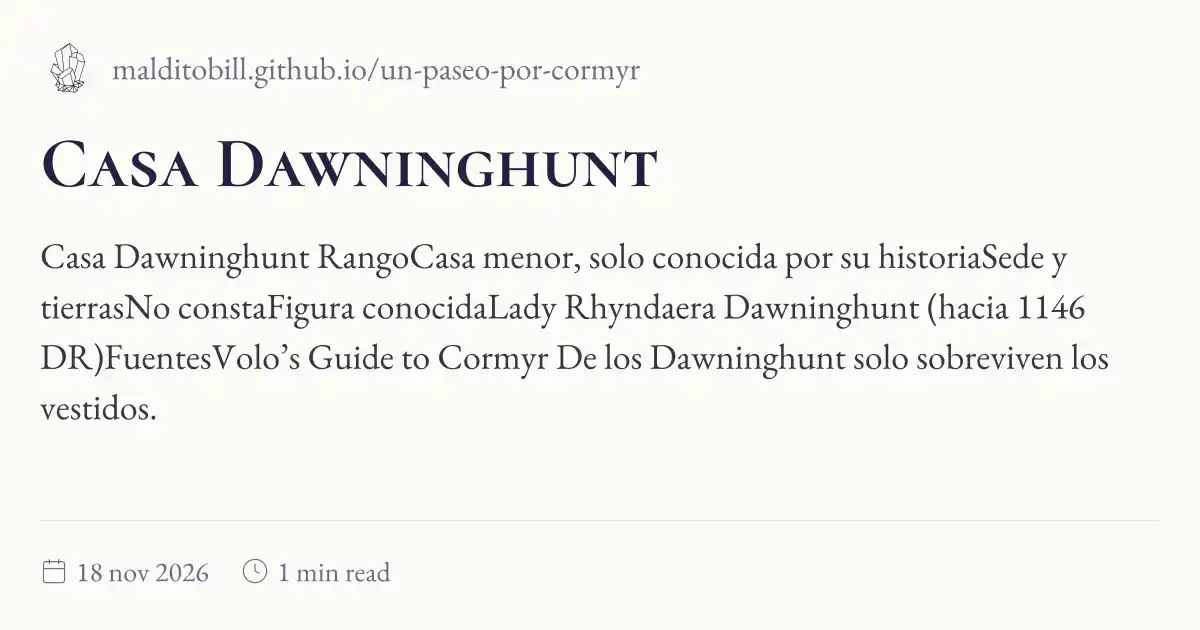 malditobill.github.io/un-paseo-por-cormyr
Casa Dawninghunt
Casa Dawninghunt RangoCasa menor, solo conocida por su historiaSede y
tierrasNo constaFigura conocidaLady Rhyndaera Dawninghunt (hacia 1146
DR)FuentesVolo’s Guide to Cormyr De los Dawninghunt solo sobreviven los
vestidos.
18 nov 2026 1 min read